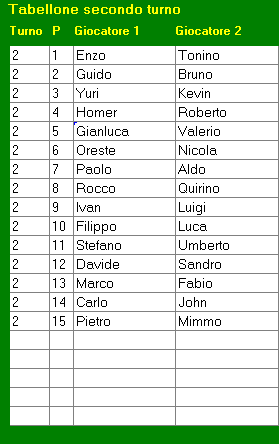 Tabellone secondo turno
Turno P Giocatore 1 Giocatore 2
2 1 Enzo Tonino
2 2 Guido Bruno
2 3 Yuri Kevin
2 4 Homer Roberto
2 5 Gianluca Valerio
2 6 Oreste Nicola
2 7 Paolo Aldo
2 8 Rocco Quirino
2 9 Ivan Luigi
2 10 Filippo Luca
2 11 Stefano Umberto
2 12 Davide Sandro
2 13 Marco Fabio
2 14 Carlo John
2 15 Pietro Mimmo